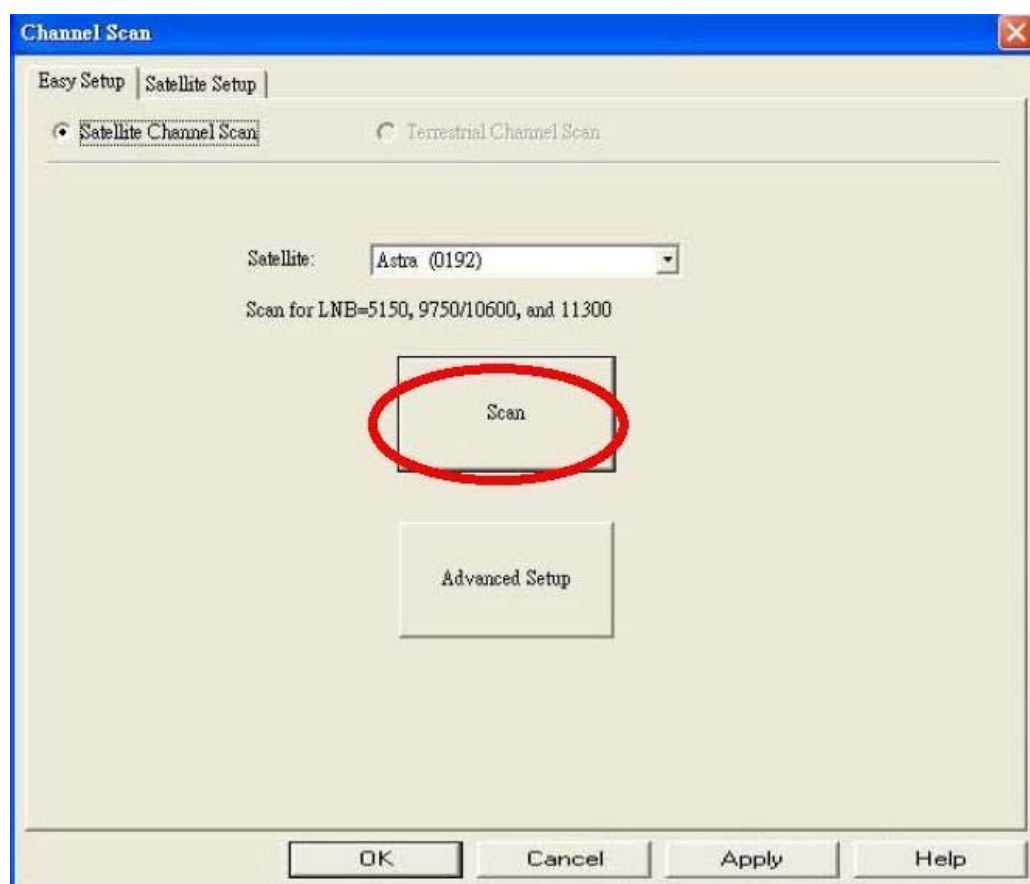 Channel Scan
Easy Setup
Satellite Setup
Satellite Channel Scan
Terrestrial Channel Scan
Satellite: Astra (0192)
Scan for LNB=5150, 9750/10600, and 11300
Scan
Advanced Setup
OK
Cancel
Apply
Help